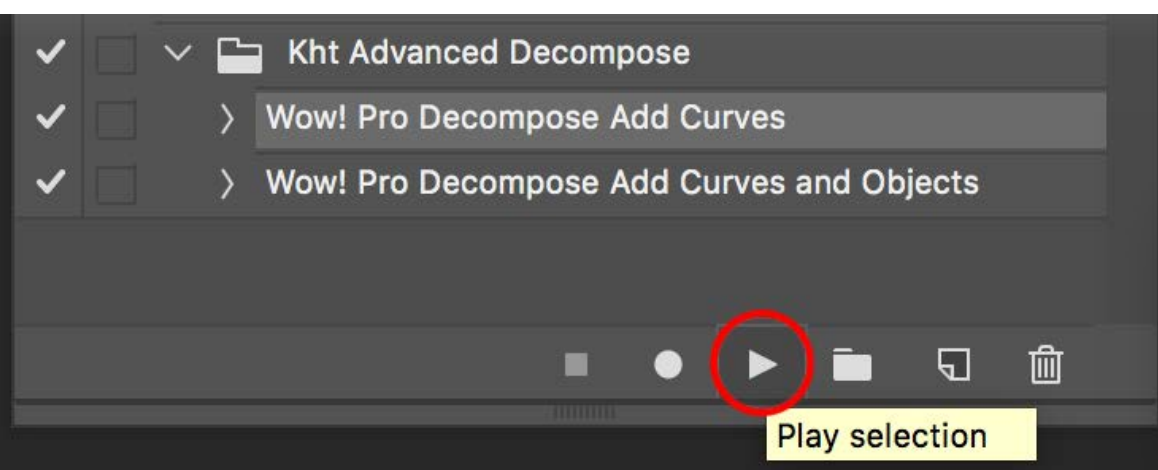 Kht Advanced Decompose
Wow! Pro Decompose Add Curves
Wow! Pro Decompose Add Curves and Objects
Play selection